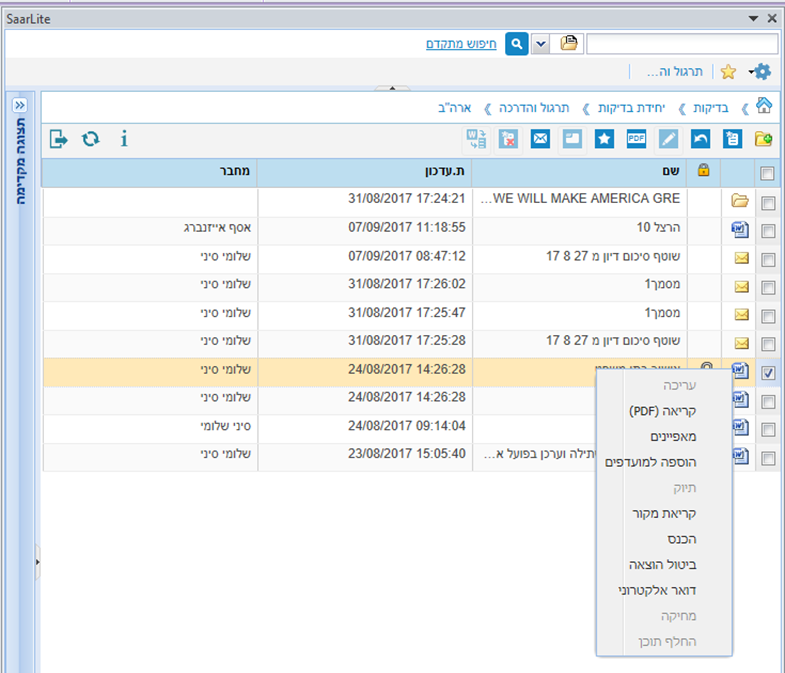 SaarLite
חיפוש מתקדם
תרגול וה...
בדיקות
יחידת בדיקות
תרגול והדרכה
ארה"ב
PDF
i
תצוגה מקדימה
שם ת.עדכון מחבר
WE WILL MAKE AMERICA GRE... 31/08/2017 17:24:21
הרצל 10 07/09/2017 11:18:55 אסף אייזנברג
שוטף סיכום דיון מ 27 8 17 07/09/2017 08:47:12 שלומי סיני
מסמך1 31/08/2017 17:26:02 שלומי סיני
מסמך1 31/08/2017 17:25:47 שלומי סיני
שוטף סיכום דיון מ 27 8 17 31/08/2017 17:25:28 שלומי סיני
24/08/2017 14:26:28 שלומי סיני
24/08/2017 14:26:28 שלומי סיני
24/08/2017 09:14:04 סיני שלומי
וערכן בפועל א... 23/08/2017 15:05:40 שלומי סיני
עריכה
קריאה (PDF)
מאפיינים
הוספה למועדפים
תיוק
קריאת מקור
הכנס
ביטול הוצאה
דואר אלקטרוני
מחיקה
החלף תוכן